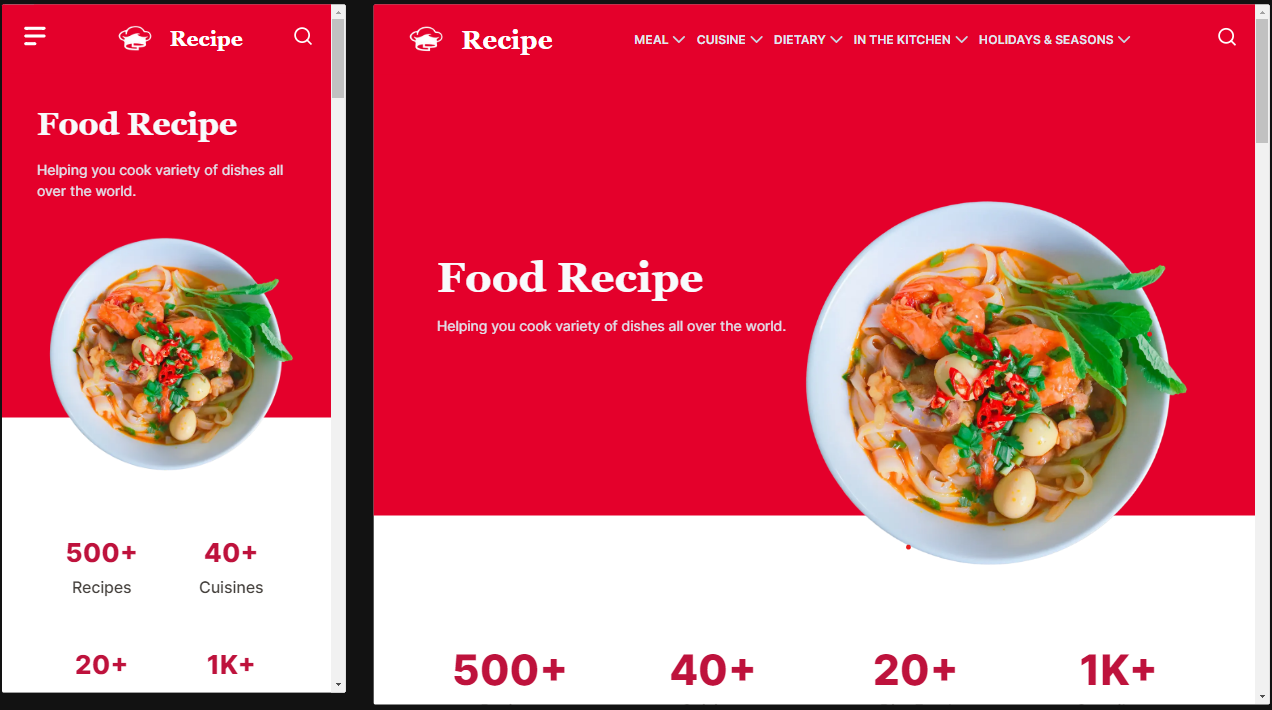 Recipe
Food Recipe
Helping you cook variety of dishes all
over the world.
500+
40+
Recipes
Cuisines
20+
1K+
Recipe
MEAL
CUISINE
DIETARY
IN THE KITCHEN
HOLIDAYS & SEASONS
Food Recipe
Helping you cook variety of dishes all over the world.
500+
40+
20+
1K+